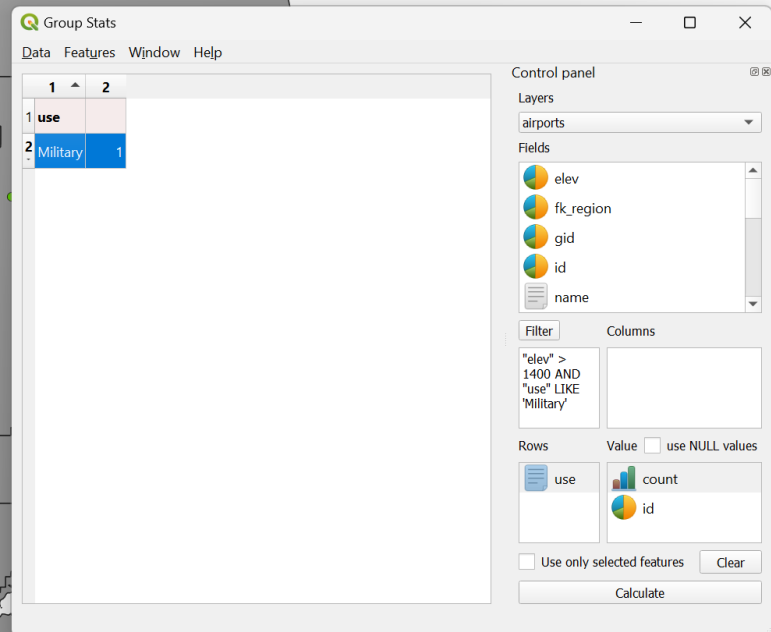 Group Stats
Data Features Window Help
1 2
1 use
2 Military 1
Control panel
Layers
airports
Fields
elev
fk_region
gid
id
name
Filter Columns
"elev" >
1400 AND
"use" LIKE
'Military'
Rows Value use NULL values
use count
id
Use only selected features Clear
Calculate